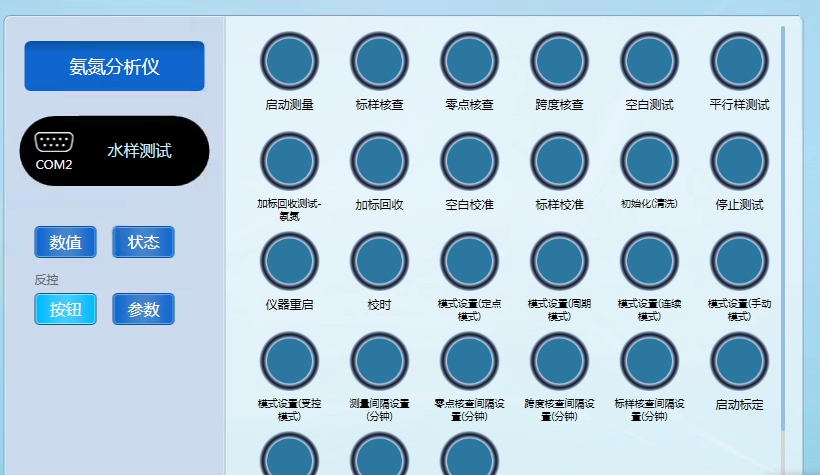 氨氮分析仪
COM2
水样测试
数值
状态
反控
按钮
参数
启动测量
标样核查
零点核查
跨度核查
空白测试
平行样测试
加标回收测试-
氨氮
加标回收
空白校准
标样校准
初始化(清洗)
停止测试
仪器重启
校时
模式设置(定点
模式)
模式设置(周期
模式)
模式设置(连续
模式)
模式设置(手动
模式)
模式设置(受控
模式)
测量间隔设置
(分钟)
零点核查间隔设
置(分钟)
跨度核查间隔设
置(分钟)
标样核查间隔设
置(分钟)
启动标定